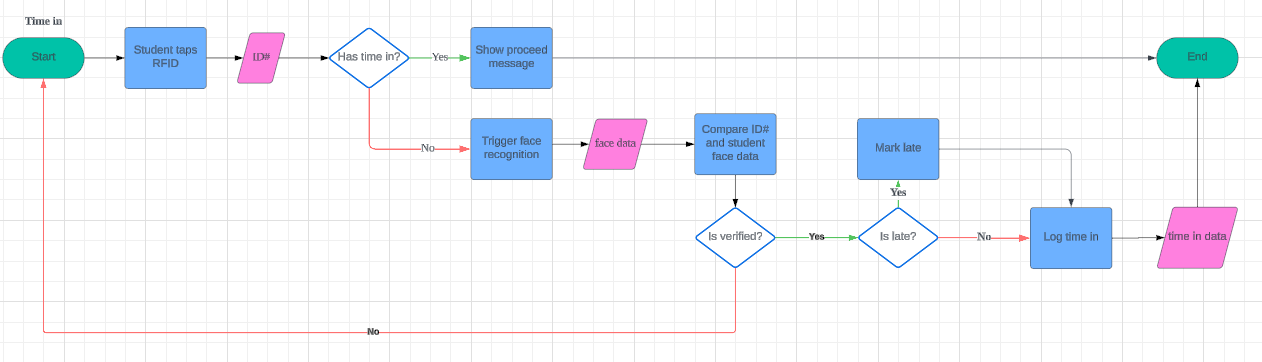 Time in
Start
Student taps
RFID
ID#
Has time in?
Yes
Show proceed
message
End
No
Trigger face
recognition
face data
Compare ID#
and student
face data
Mark late
Yes
Is verified?
Yes
Is late?
No
Log time in
time in data
No